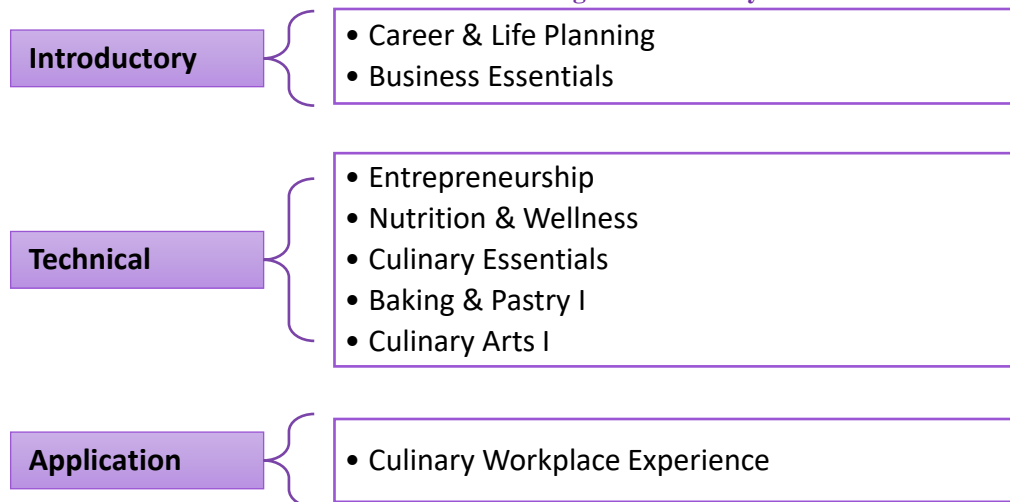 Introductory
• Career & Life Planning
• Business Essentials
Technical
• Entrepreneurship
• Nutrition & Wellness
• Culinary Essentials
• Baking & Pastry I
• Culinary Arts I
Application
• Culinary Workplace Experience